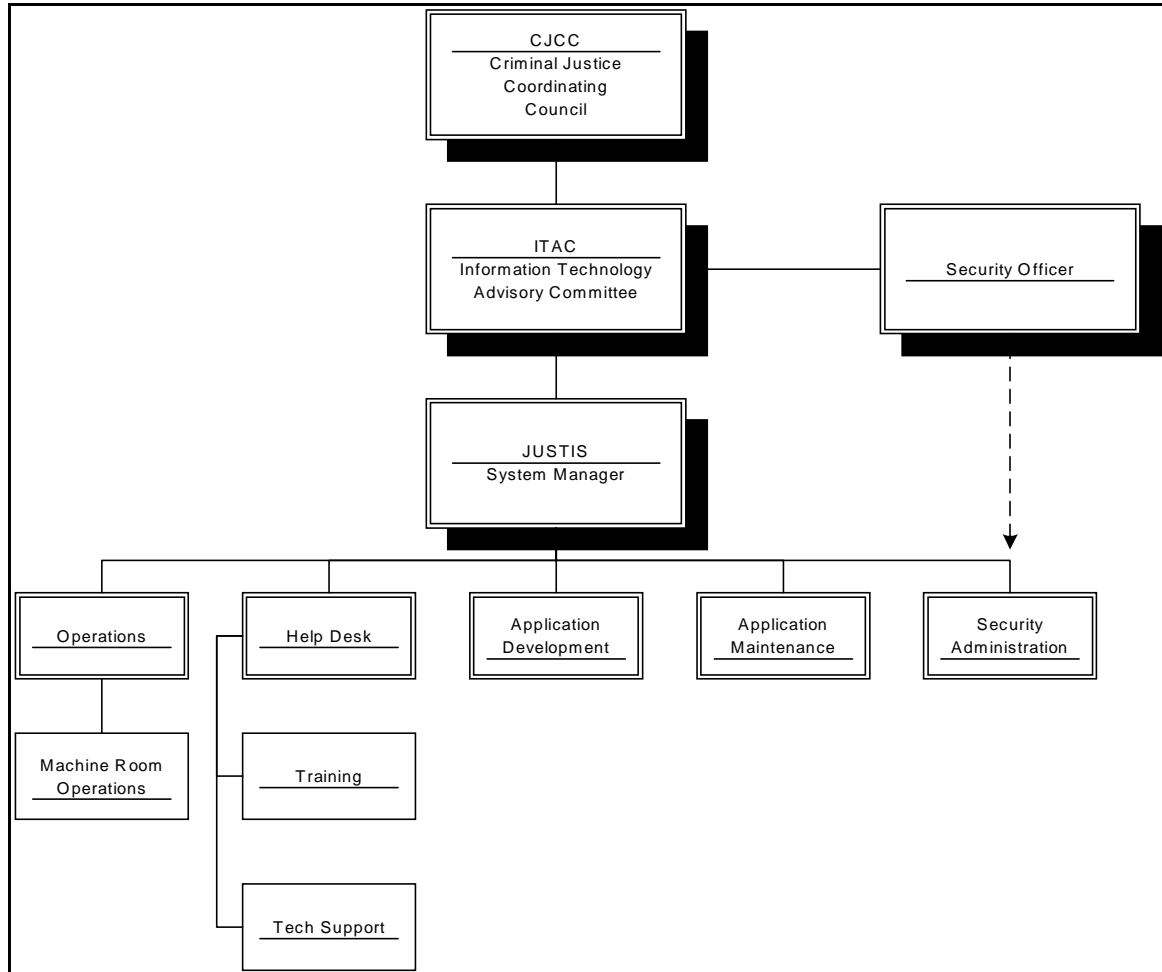 CJCC
Criminal Justice
Coordinating
Council
ITAC
Information Technology
Advisory Committee
Security Officer
JUSTIS
System Manager
Operations
Help Desk
Application
Development
Application
Maintenance
Security
Administration
Machine Room
Operations
Training
Tech Support